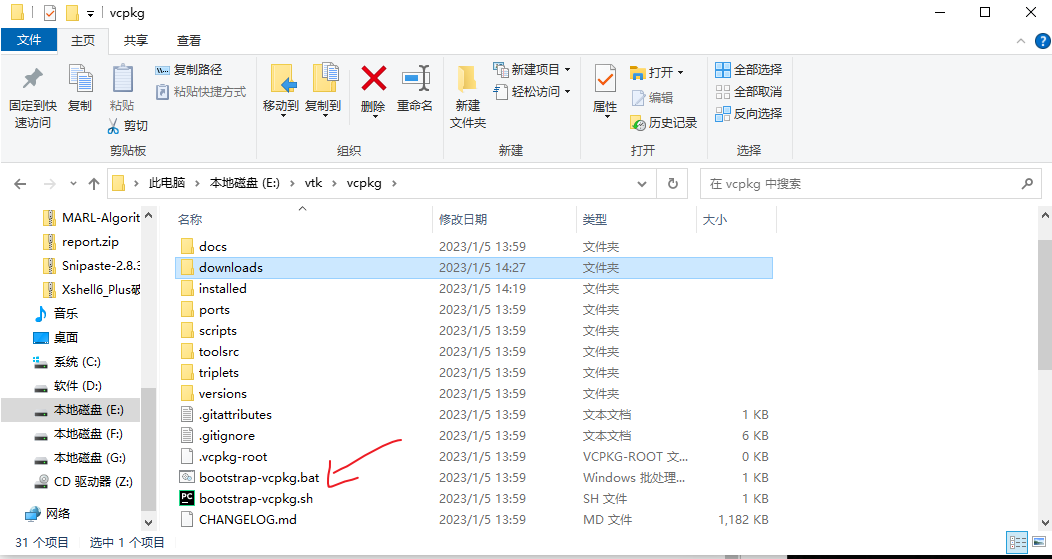 vcpkg
文件 主页 共享 查看
固定到快速访问
复制
粘贴
复制路径
粘贴快捷方式
剪切
剪贴板
移动到 复制到
删除 重命名
组织
新建文件夹
新建项目
轻松访问
新建
属性
打开
编辑
历史记录
打开
全部选择
全部取消
反向选择
选择
此电脑 > 本地磁盘 (E:) > vtk > vcpkg >
在 vcpkg 中搜索
MARL-Algorit
report.zip
Snipaste-2.8.3
Xshell6_Plus破
音乐
桌面
系统 (C:)
软件 (D:)
本地磁盘 (E:)
本地磁盘 (F:)
本地磁盘 (G:)
CD 驱动器 (Z:)
网络
名称 修改日期 类型 大小
docs 2023/1/5 13:59 文件夹
downloads 2023/1/5 14:27 文件夹
installed 2023/1/5 14:19 文件夹
ports 2023/1/5 13:59 文件夹
scripts 2023/1/5 13:59 文件夹
toolsrc 2023/1/5 13:59 文件夹
triplets 2023/1/5 13:59 文件夹
versions 2023/1/5 13:59 文件夹
.gitattributes 2023/1/5 13:59 文本文档 1 KB
.gitignore 2023/1/5 13:59 文本文档 6 KB
.vcpkg-root 2023/1/5 13:59 VCPKG-ROOT 文... 0 KB
bootstrap-vcpkg.bat 2023/1/5 13:59 Windows 批处理... 1 KB
bootstrap-vcpkg.sh 2023/1/5 13:59 SH 文件 1 KB
CHANGELOG.md 2023/1/5 13:59 MD 文件 1,182 KB
31 个项目 选中 1 个项目